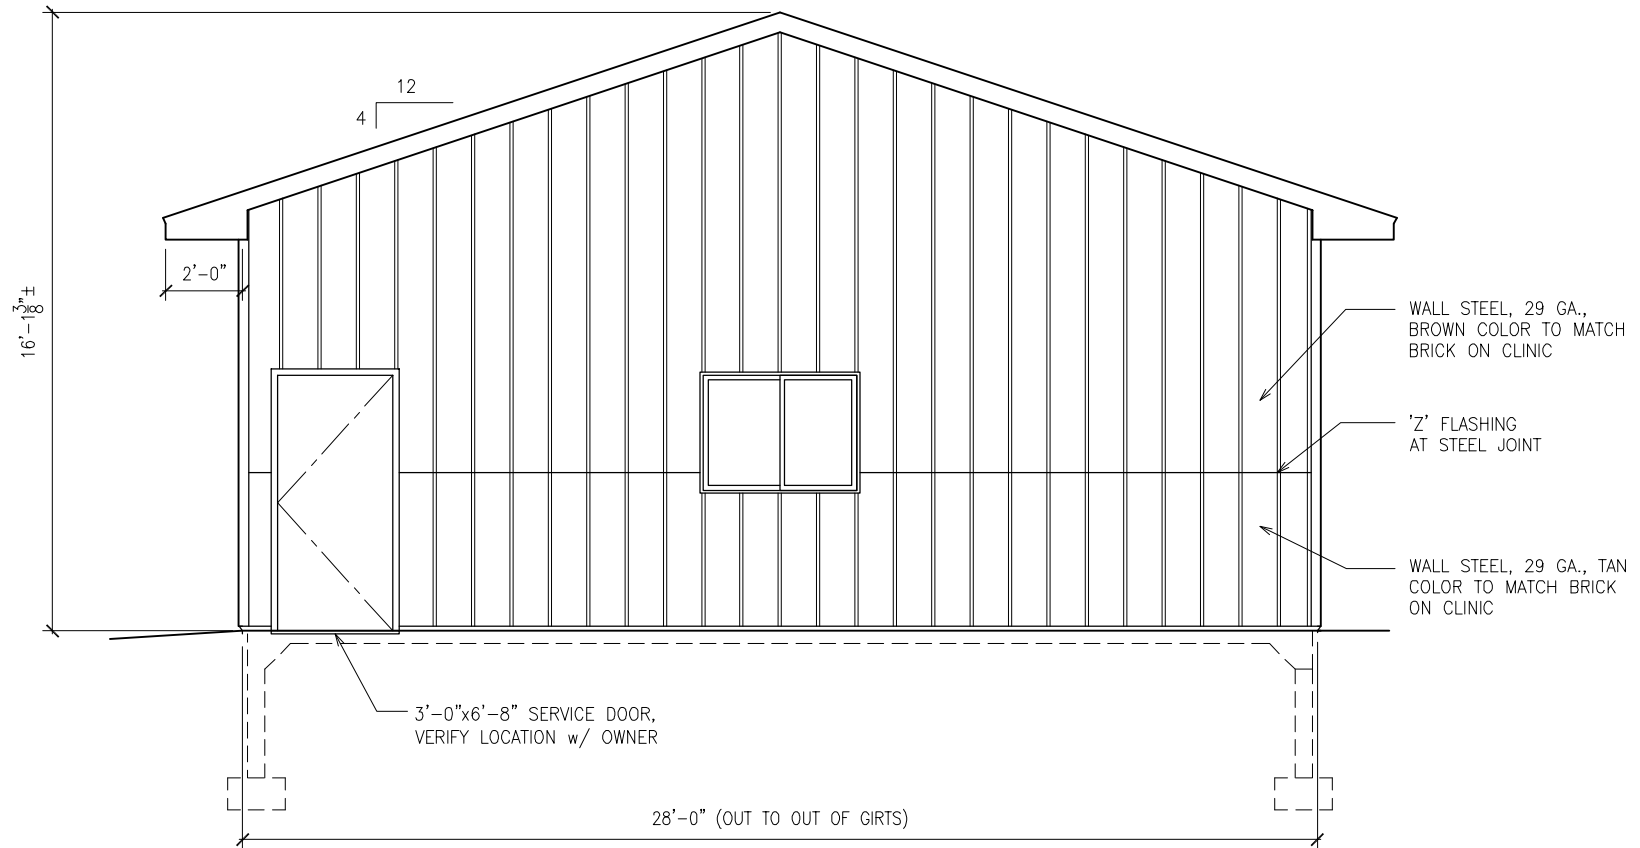 12
4
2'-0"
16'-1 3/8"±
WALL STEEL, 29 GA.,
BROWN COLOR TO MATCH
BRICK ON CLINIC
'Z' FLASHING
AT STEEL JOINT
WALL STEEL, 29 GA., TAN
COLOR TO MATCH BRICK
ON CLINIC
3'-0"x6'-8" SERVICE DOOR,
VERIFY LOCATION w/ OWNER
28'-0" (OUT TO OUT OF GIRTS)